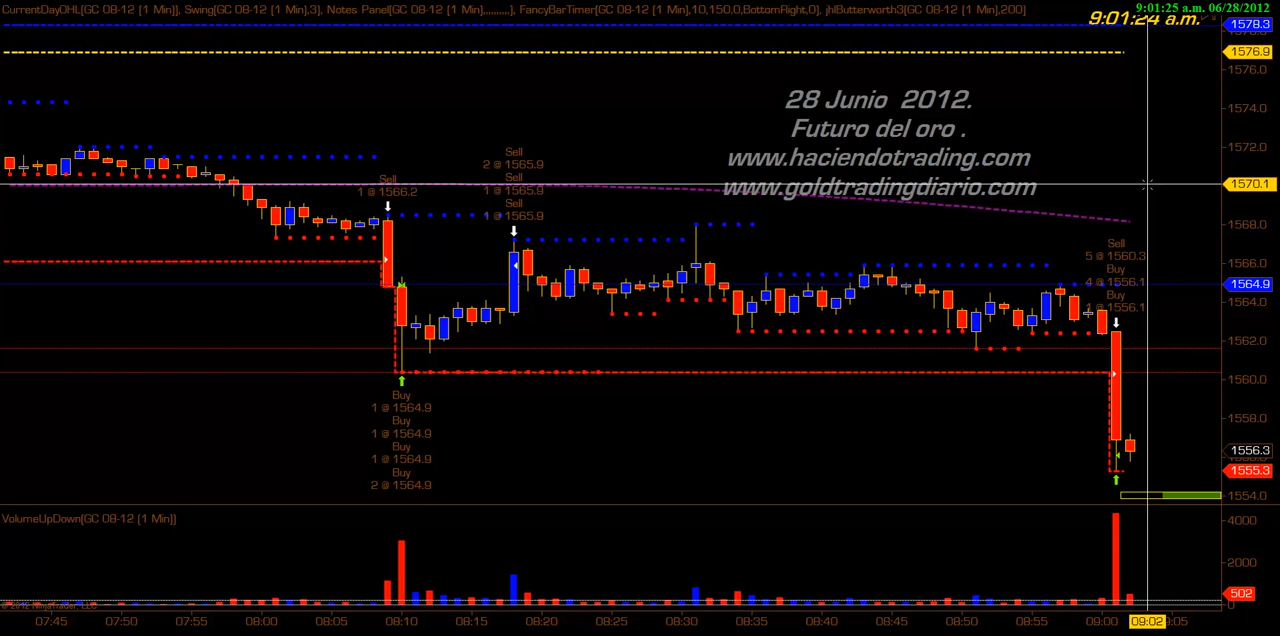 CurrentDayOHL[GC 08-12 [1 Min]], Swing[GC 08-12 [1 Min],3], Notes Panel[GC 08-12 [1 Min],,,,,,,,,,], FancyBarTimer[GC 08-12 [1 Min],10,150,0,BottomRight,0], jhlButterworth3[GC 08-12 [1 Min],200]
9:01:25 a.m. 06/28/2012
9:01:24 a.m.
1578.3
1576.9
1576.0
28 Junio 2012.
1574.0
Futuro del oro .
1572.0
www.haciendotrading.com
www.goldtradingdiario.com
1570.1
Sell
2 @ 1565.9
Sell
1 @ 1565.9
Sell
1 @ 1565.9
Sell
1 @ 1566.2
1568.0
1566.0
Sell
5 @ 1560.3
Buy
4 @ 1556.1
Buy
1 @ 1556.1
1564.9
1564.0
1562.0
1560.0
1558.0
1556.3
1555.3
1554.0
Buy
1 @ 1564.9
Buy
1 @ 1564.9
Buy
1 @ 1564.9
Buy
2 @ 1564.9
VolumeUpDown[GC 08-12 [1 Min]]
4000
2000
502
0
© 2012 NinjaTrader, LLC
07:45 07:50 07:55 08:00 08:05 08:10 08:15 08:20 08:25 08:30 08:35 08:40 08:45 08:50 08:55 09:00 09:02 09:05